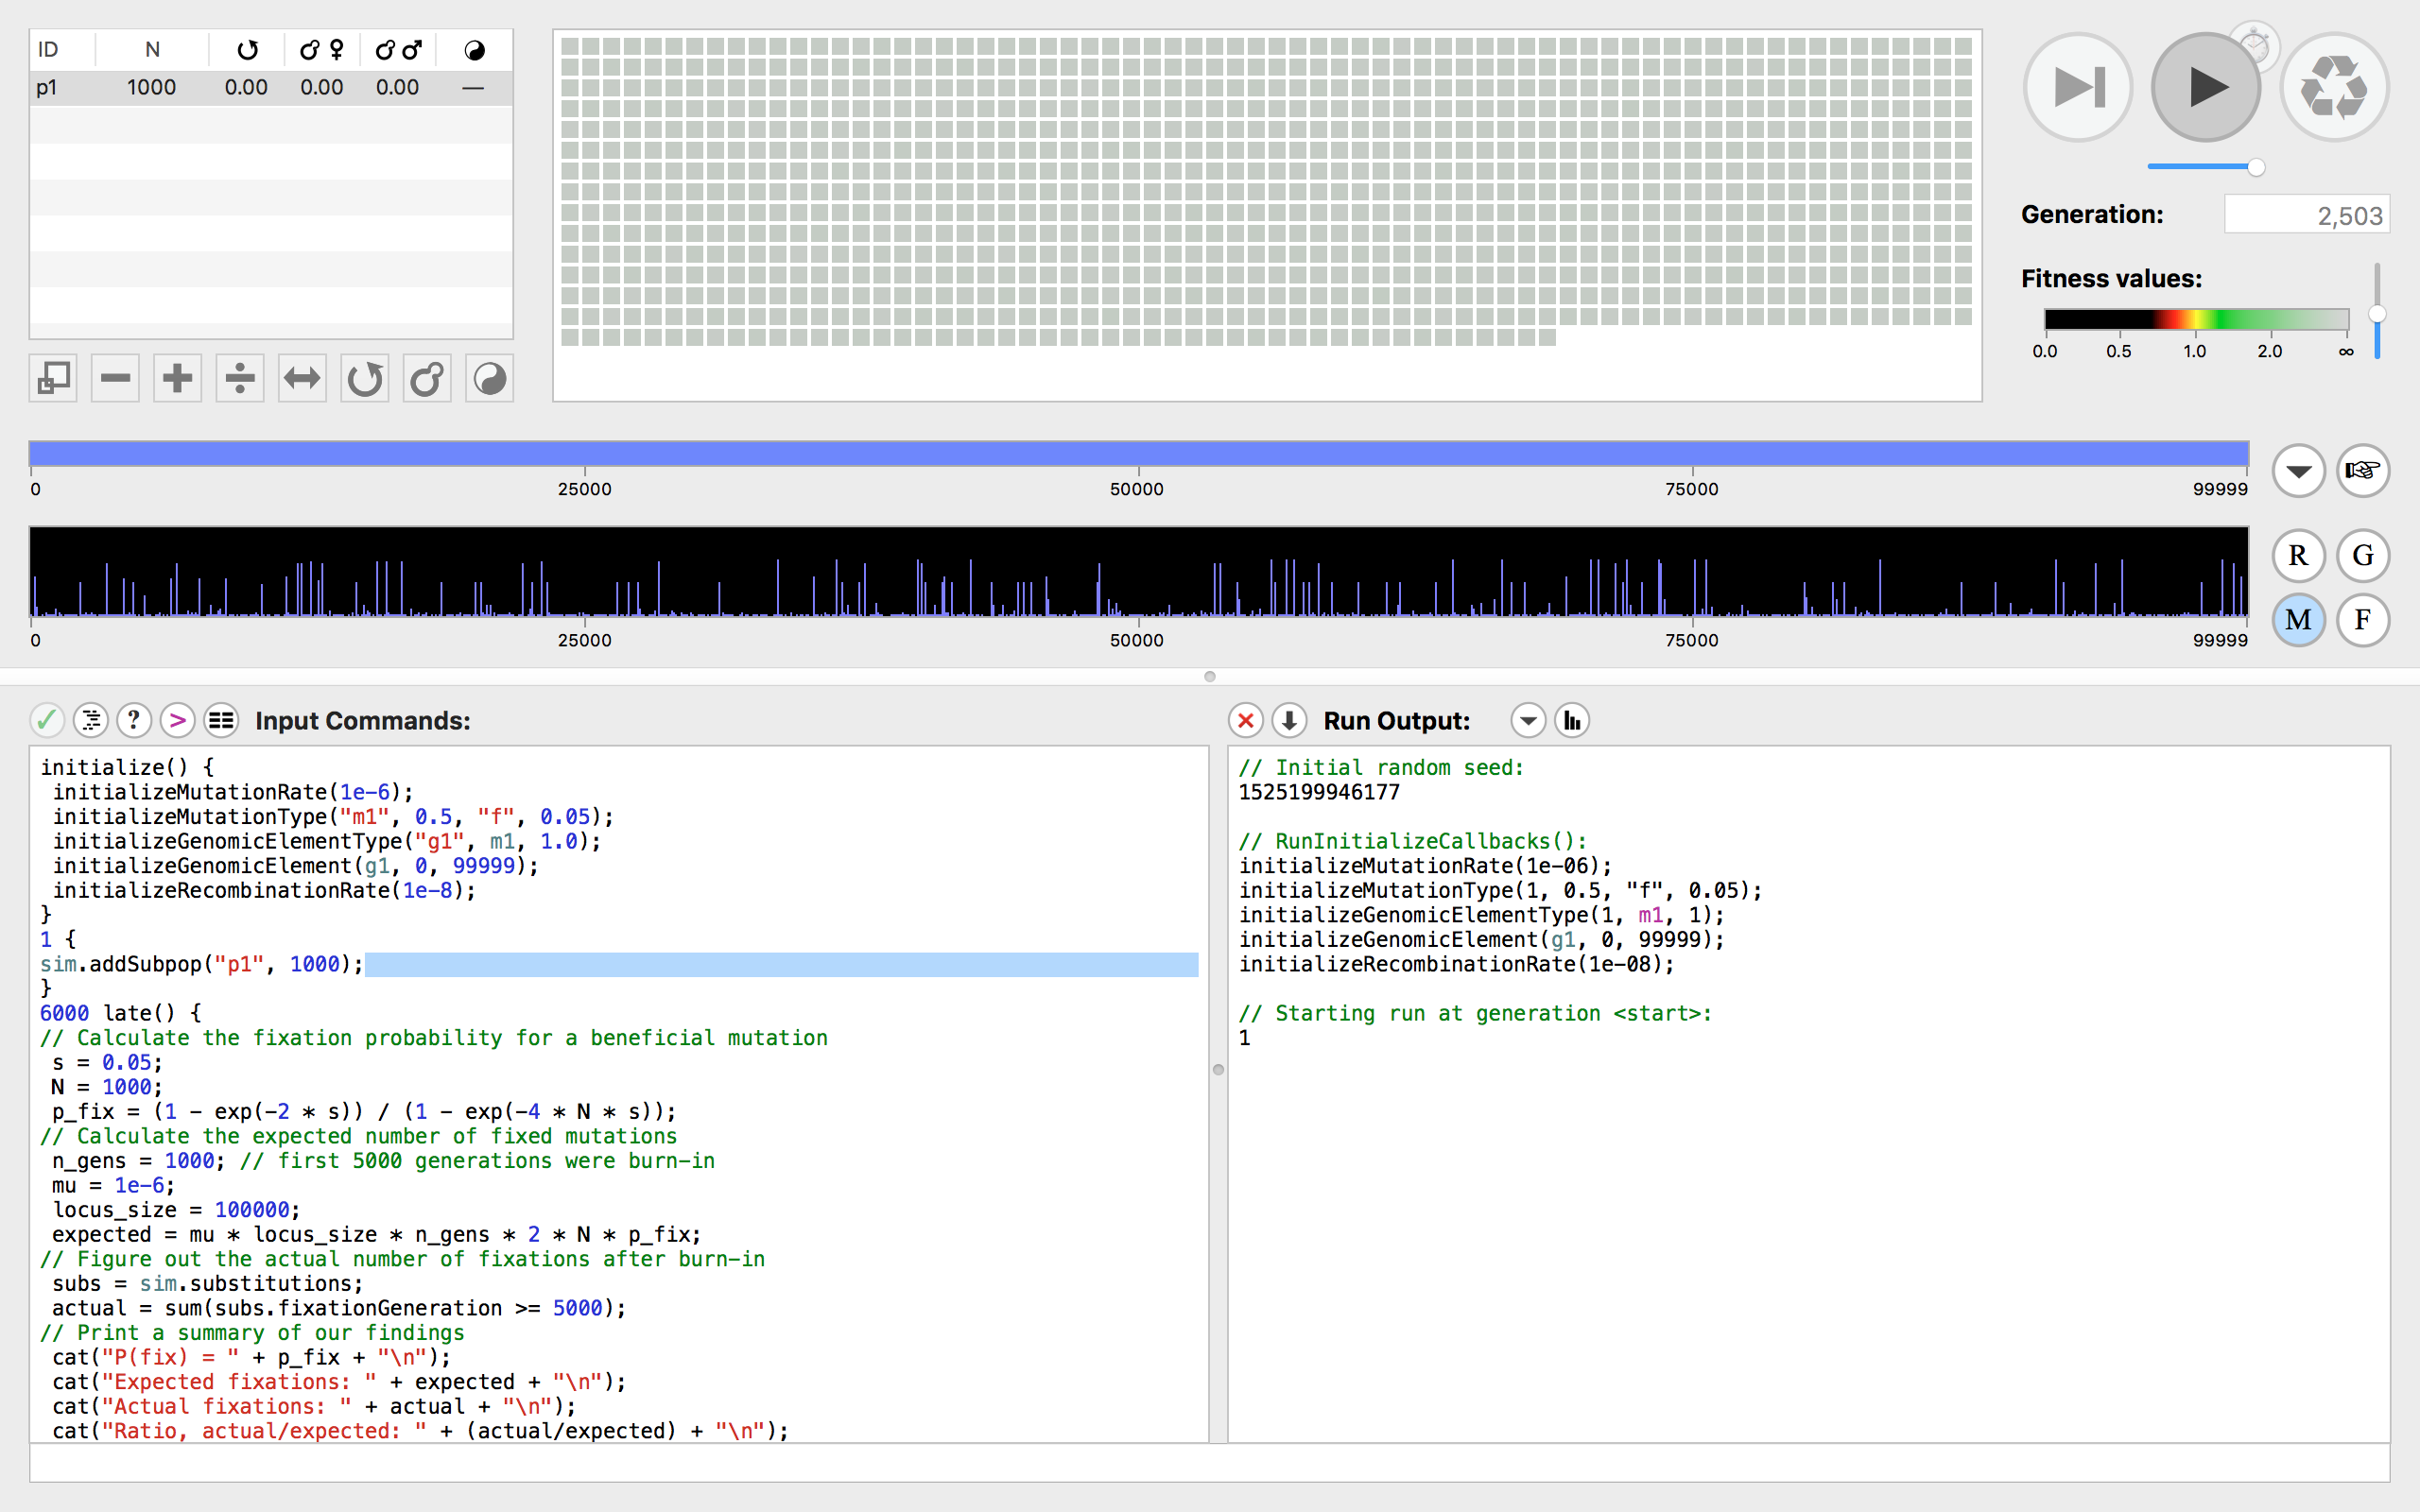 ID N
p1 1000 0.00 0.00 0.00 —
Generation: 2,503
Fitness values:
0.0 0.5 1.0 2.0 ∞
0 25000 50000 75000 99999
R G
M F
0 25000 50000 75000 99999
? > Input Commands:
initialize() {
initializeMutationRate(1e-6);
initializeMutationType("m1", 0.5, "f", 0.05);
initializeGenomicElementType("g1", m1, 1.0);
initializeGenomicElement(g1, 0, 99999);
initializeRecombinationRate(1e-8);
}
1 {
sim.addSubpop("p1", 1000);
}
6000 late() {
// Calculate the fixation probability for a beneficial mutation
s = 0.05;
N = 1000;
p_fix = (1 - exp(-2 * s)) / (1 - exp(-4 * N * s));
// Calculate the expected number of fixed mutations
n_gens = 1000; // first 5000 generations were burn-in
mu = 1e-6;
locus_size = 100000;
expected = mu * locus_size * n_gens * 2 * N * p_fix;
// Figure out the actual number of fixations after burn-in
subs = sim.substitutions;
actual = sum(subs.fixationGeneration >= 5000);
// Print a summary of our findings
cat("P(fix) = " + p_fix + "\n");
cat("Expected fixations: " + expected + "\n");
cat("Actual fixations: " + actual + "\n");
cat("Ratio, actual/expected: " + (actual/expected) + "\n");
Run Output:
// Initial random seed:
1525199946177
// RunInitializeCallbacks():
initializeMutationRate(1e-06);
initializeMutationType(1, 0.5, "f", 0.05);
initializeGenomicElementType(1, m1, 1);
initializeGenomicElement(g1, 0, 99999);
initializeRecombinationRate(1e-08);
// Starting run at generation <start>:
1